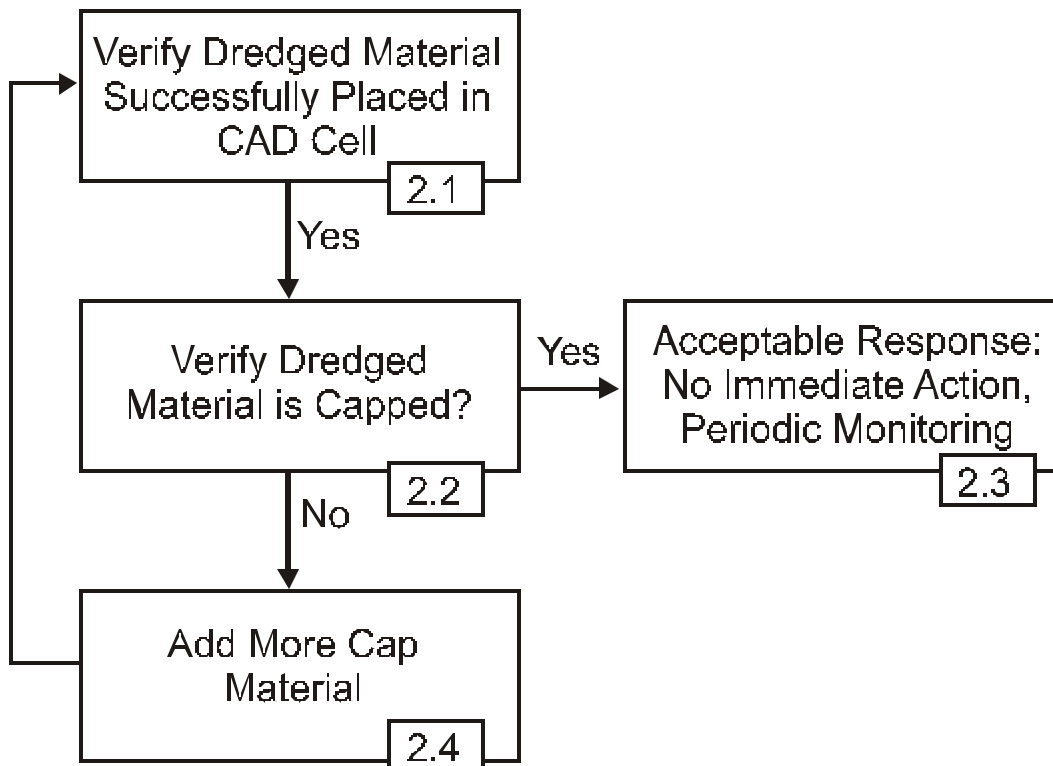 Verify Dredged Material
Successfully Placed in
CAD Cell
2.1
Yes
Verify Dredged
Material is Capped?
2.2
Yes
Acceptable Response:
No Immediate Action,
Periodic Monitoring
2.3
No
Add More Cap
Material
2.4